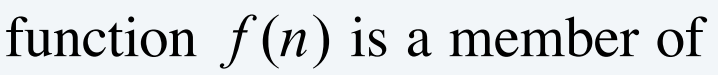 function f(n) is a member of